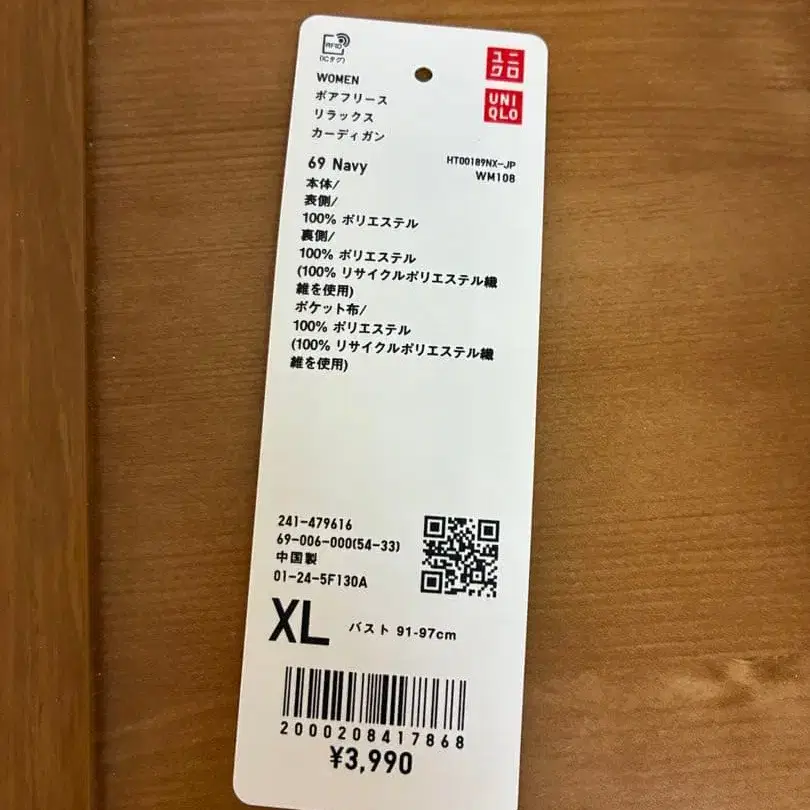 RFID
(ICタグ)
ユニ
クロ
UNI
QLO
WOMEN
ボアフリース
リラックス
カーディガン
69 Navy
HT00189NX-JP
WM108
本体/
表側/
100% ポリエステル
裏側/
100% ポリエステル
(100% リサイクルポリエステル繊
維を使用)
ポケット布/
100% ポリエステル
(100% リサイクルポリエステル繊
維を使用)
241-479616
69-006-000(54-33)
中国製
01-24-5F130A
XL バスト 91-97cm
2000208417868
¥3,990